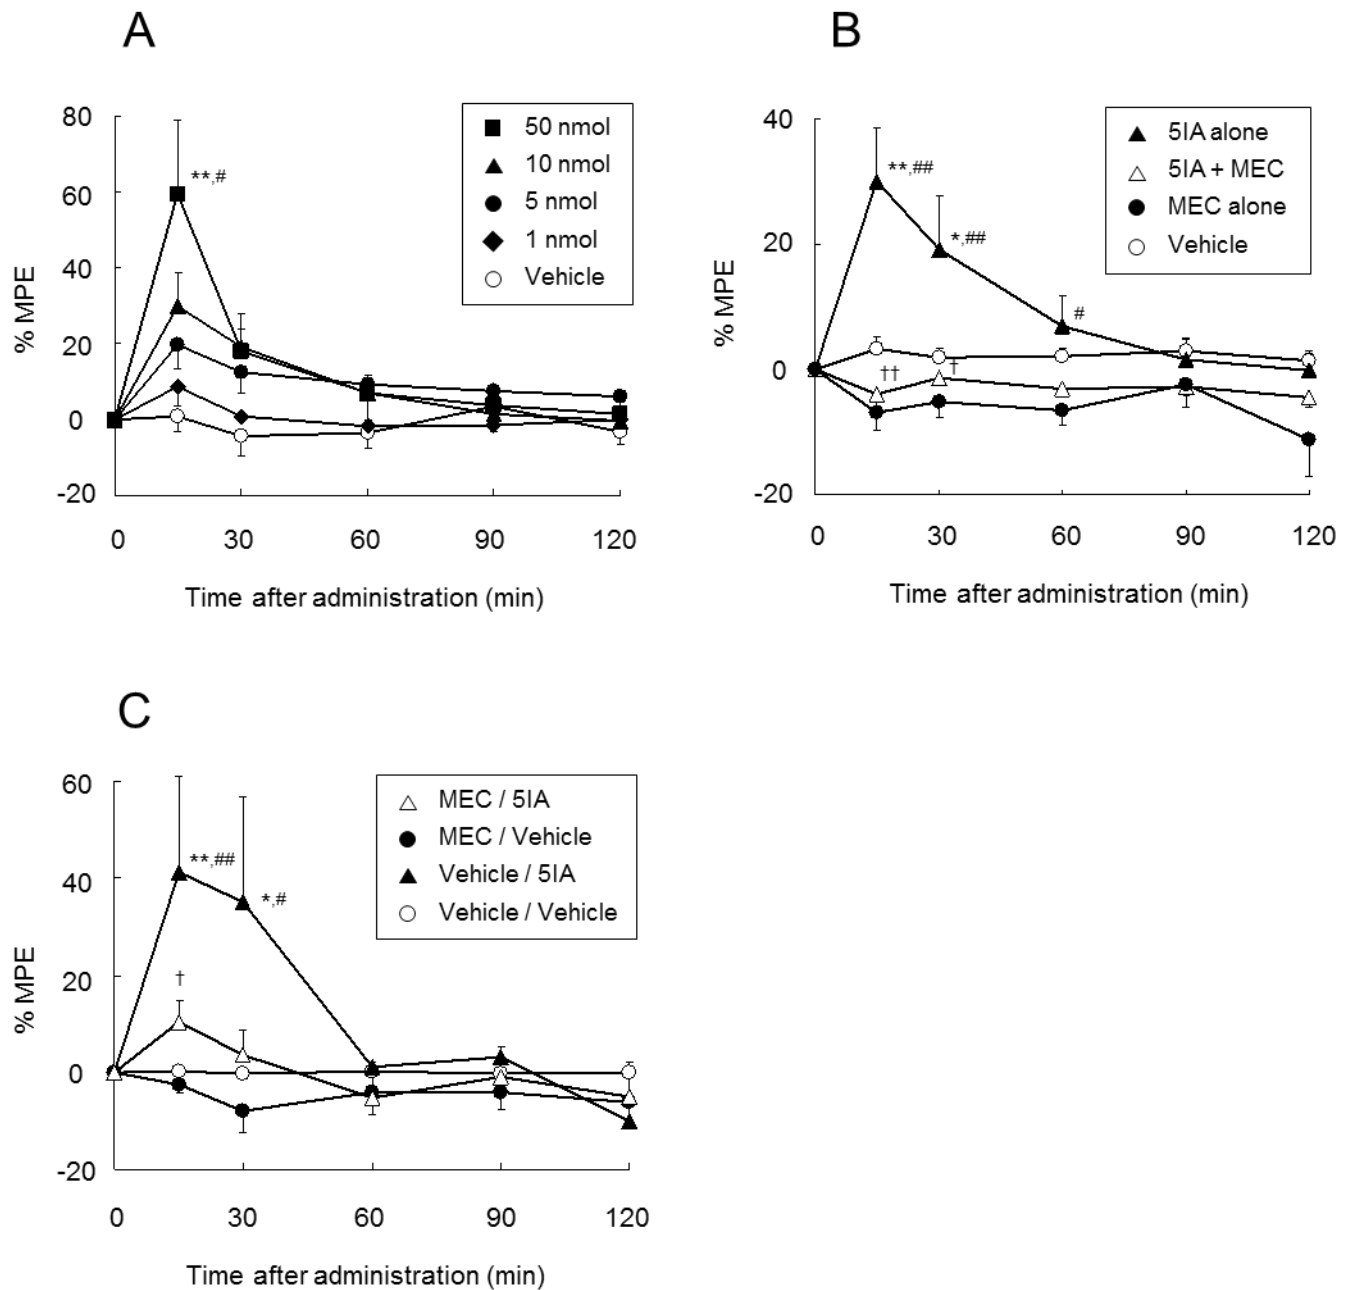 A
80
60
40
20
0
-20
% MPE
**,#
50 nmol
10 nmol
5 nmol
1 nmol
Vehicle
0 30 60 90 120
Time after administration (min)
B
40
20
0
-20
% MPE
**,##
*,##
#
††
†
5IA alone
5IA + MEC
MEC alone
Vehicle
0 30 60 90 120
Time after administration (min)
C
60
40
20
0
-20
% MPE
**,##
*,#
†
MEC / 5IA
MEC / Vehicle
Vehicle / 5IA
Vehicle / Vehicle
0 30 60 90 120
Time after administration (min)